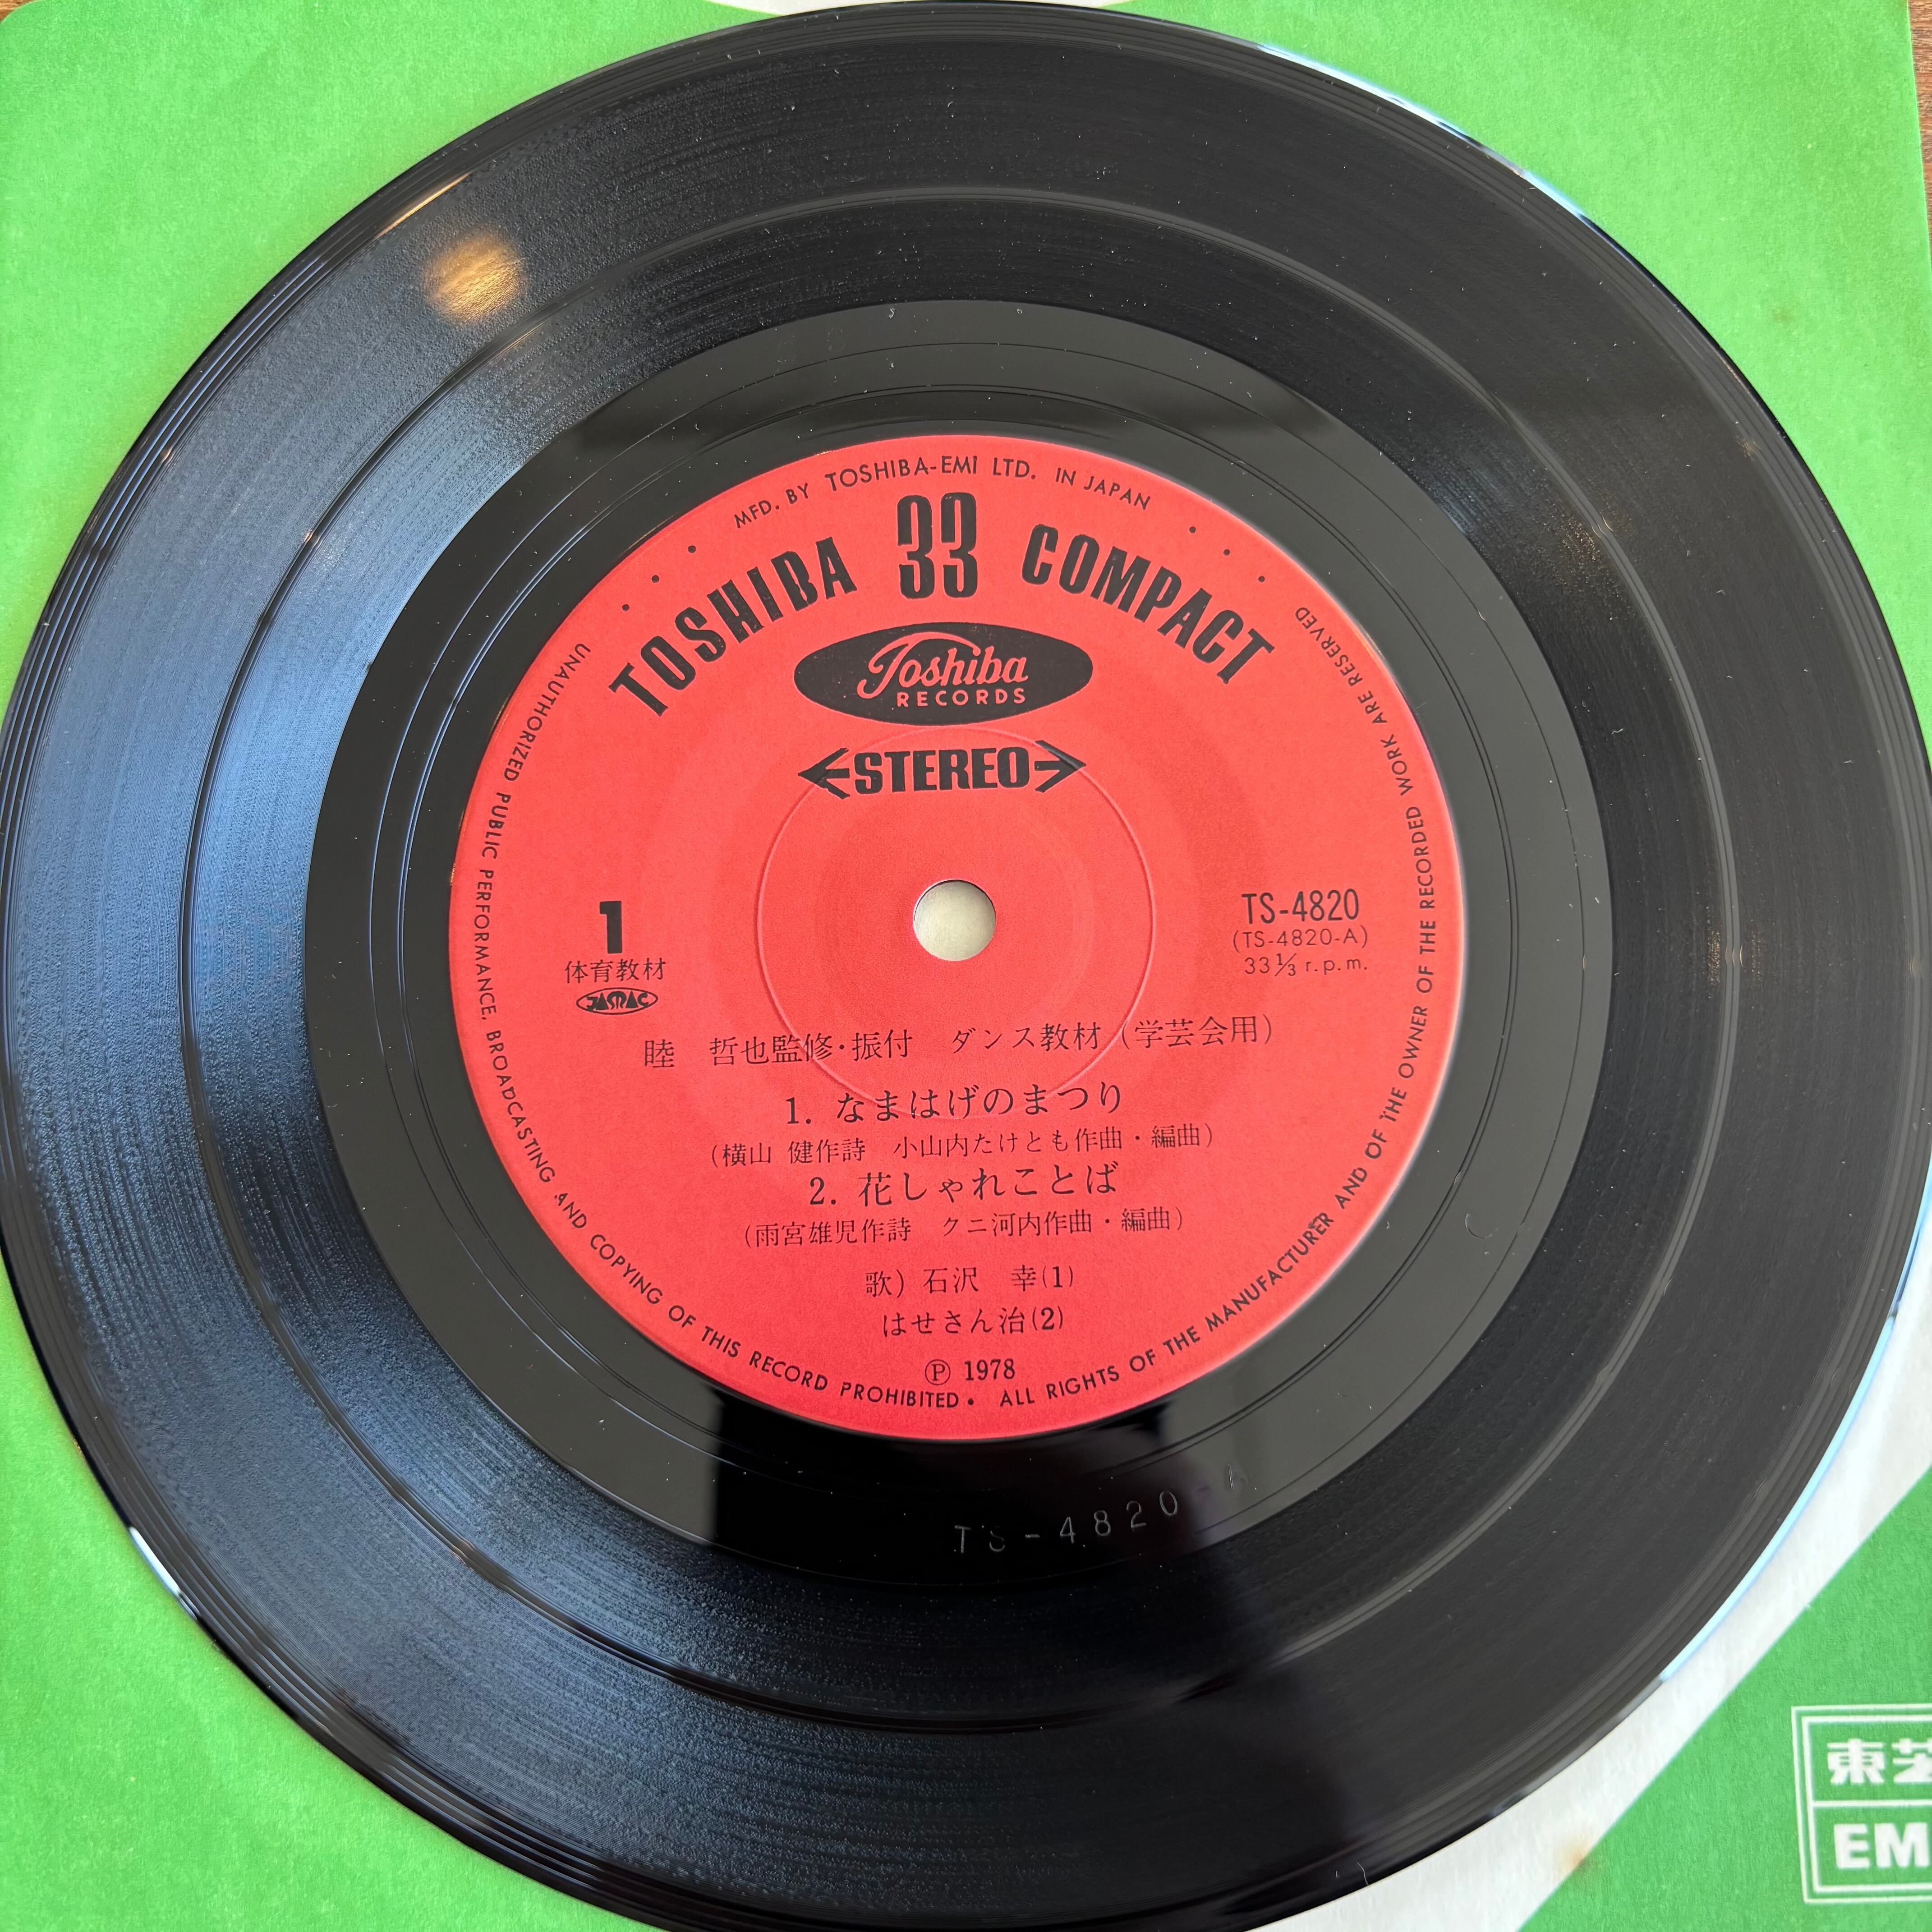 MFD. BY TOSHIBA-EMI LTD. IN JAPAN
TOSHIBA 33 COMPACT
Toshiba
RECORDS
STEREO
1
体育教材
JASRAC
TS-4820
(TS-4820-A)
33⅓ r.p.m.
睦 哲也監修・振付 ダンス教材(学芸会用)
1. なまはげのまつり
(横山 健作詩 小山内たけとも作曲・編曲)
2. 花しゃれことば
(雨宮雄児作詩 クニ河内作曲・編曲)
歌) 石沢 幸(1)
はせさん治(2)
Ⓟ 1978
UNAUTHORIZED PUBLIC PERFORMANCE, BROADCASTING AND COPYING OF THIS RECORD PROHIBITED • ALL RIGHTS OF THE MANUFACTURER AND OF THE OWNER OF THE RECORDED WORK ARE RESERVED
TS-4820-A
東芝
EM